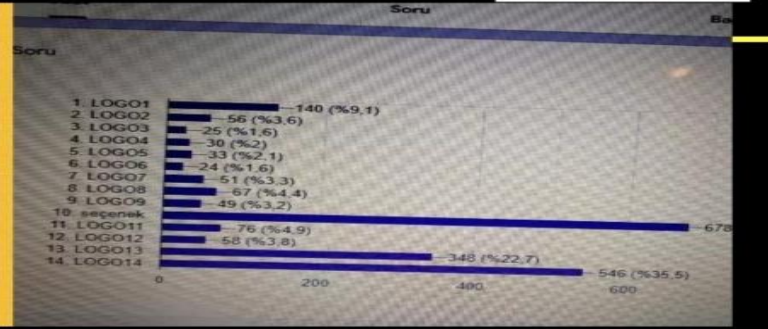 Soru
Ba
Soru
1. LOGO1 140 (%9,1)
2. LOGO2 56 (%3,6)
3. LOGO3 25 (%1,6)
4. LOGO4 30 (%2)
5. LOGO5 33 (%2,1)
6. LOGO6 24 (%1,6)
7. LOGO7 51 (%3,3)
8. LOGO8 67 (%4,4)
9. LOGO9 49 (%3,2)
10. seçenek 678
11. LOGO11 76 (%4,9)
12. LOGO12 58 (%3,8)
13. LOGO13 348 (%22,7)
14. LOGO14 546 (%35,5)
0 200 400 600